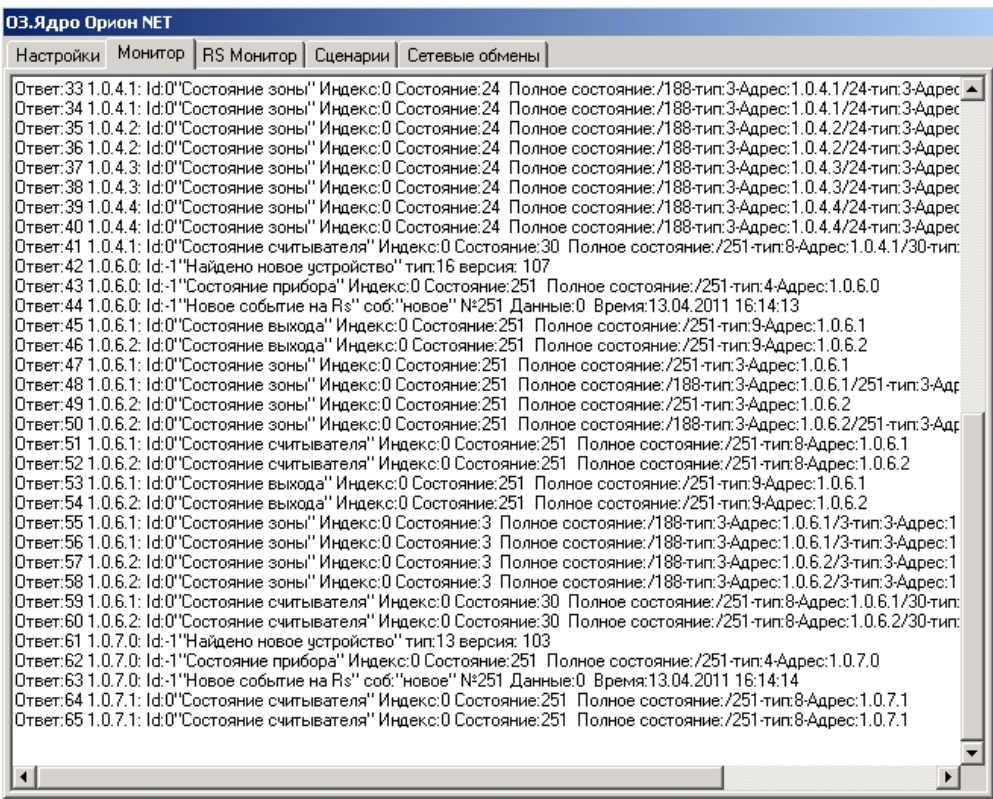 03.Ядро Орион NET
Настройки Монитор RS Монитор Сценарии Сетевые обмены
Ответ:33 1.0.4.1: Id:0"Состояние зоны" Индекс:0 Состояние:24 Полное состояние:/188-тип:3-Адрес:1.0.4.1/24-тип:3-Адрес
Ответ:34 1.0.4.1: Id:0"Состояние зоны" Индекс:0 Состояние:24 Полное состояние:/188-тип:3-Адрес:1.0.4.1/24-тип:3-Адрес
Ответ:35 1.0.4.2: Id:0"Состояние зоны" Индекс:0 Состояние:24 Полное состояние:/188-тип:3-Адрес:1.0.4.2/24-тип:3-Адрес
Ответ:36 1.0.4.2: Id:0"Состояние зоны" Индекс:0 Состояние:24 Полное состояние:/188-тип:3-Адрес:1.0.4.2/24-тип:3-Адрес
Ответ:37 1.0.4.3: Id:0"Состояние зоны" Индекс:0 Состояние:24 Полное состояние:/188-тип:3-Адрес:1.0.4.3/24-тип:3-Адрес
Ответ:38 1.0.4.3: Id:0"Состояние зоны" Индекс:0 Состояние:24 Полное состояние:/188-тип:3-Адрес:1.0.4.3/24-тип:3-Адрес
Ответ:39 1.0.4.4: Id:0"Состояние зоны" Индекс:0 Состояние:24 Полное состояние:/188-тип:3-Адрес:1.0.4.4/24-тип:3-Адрес
Ответ:40 1.0.4.4: Id:0"Состояние зоны" Индекс:0 Состояние:24 Полное состояние:/188-тип:3-Адрес:1.0.4.4/24-тип:3-Адрес
Ответ:41 1.0.4.1: Id:0"Состояние считывателя" Индекс:0 Состояние:30 Полное состояние:/251-тип:8-Адрес:1.0.4.1/30-тип:
Ответ:42 1.0.6.0: Id:-1"Найдено новое устройство" тип:16 версия: 107
Ответ:43 1.0.6.0: Id:-1"Состояние прибора" Индекс:0 Состояние:251 Полное состояние:/251-тип:4-Адрес:1.0.6.0
Ответ:44 1.0.6.0: Id:-1"Новое событие на Rs" соб:"новое" №251 Данные:0 Время:13.04.2011 16:14:13
Ответ:45 1.0.6.1: Id:0"Состояние выхода" Индекс:0 Состояние:251 Полное состояние:/251-тип:9-Адрес:1.0.6.1
Ответ:46 1.0.6.2: Id:0"Состояние выхода" Индекс:0 Состояние:251 Полное состояние:/251-тип:9-Адрес:1.0.6.2
Ответ:47 1.0.6.1: Id:0"Состояние зоны" Индекс:0 Состояние:251 Полное состояние:/251-тип:3-Адрес:1.0.6.1
Ответ:48 1.0.6.1: Id:0"Состояние зоны" Индекс:0 Состояние:251 Полное состояние:/188-тип:3-Адрес:1.0.6.1/251-тип:3-Адр
Ответ:49 1.0.6.2: Id:0"Состояние зоны" Индекс:0 Состояние:251 Полное состояние:/251-тип:3-Адрес:1.0.6.2
Ответ:50 1.0.6.2: Id:0"Состояние зоны" Индекс:0 Состояние:251 Полное состояние:/188-тип:3-Адрес:1.0.6.2/251-тип:3-Адр
Ответ:51 1.0.6.1: Id:0"Состояние считывателя" Индекс:0 Состояние:251 Полное состояние:/251-тип:8-Адрес:1.0.6.1
Ответ:52 1.0.6.2: Id:0"Состояние считывателя" Индекс:0 Состояние:251 Полное состояние:/251-тип:8-Адрес:1.0.6.2
Ответ:53 1.0.6.1: Id:0"Состояние выхода" Индекс:0 Состояние:251 Полное состояние:/251-тип:9-Адрес:1.0.6.1
Ответ:54 1.0.6.2: Id:0"Состояние выхода" Индекс:0 Состояние:251 Полное состояние:/251-тип:9-Адрес:1.0.6.2
Ответ:55 1.0.6.1: Id:0"Состояние зоны" Индекс:0 Состояние:3 Полное состояние:/188-тип:3-Адрес:1.0.6.1/3-тип:3-Адрес:1
Ответ:56 1.0.6.1: Id:0"Состояние зоны" Индекс:0 Состояние:3 Полное состояние:/188-тип:3-Адрес:1.0.6.1/3-тип:3-Адрес:1
Ответ:57 1.0.6.2: Id:0"Состояние зоны" Индекс:0 Состояние:3 Полное состояние:/188-тип:3-Адрес:1.0.6.2/3-тип:3-Адрес:1
Ответ:58 1.0.6.2: Id:0"Состояние зоны" Индекс:0 Состояние:3 Полное состояние:/188-тип:3-Адрес:1.0.6.2/3-тип:3-Адрес:1
Ответ:59 1.0.6.1: Id:0"Состояние считывателя" Индекс:0 Состояние:30 Полное состояние:/251-тип:8-Адрес:1.0.6.1/30-тип:
Ответ:60 1.0.6.2: Id:0"Состояние считывателя" Индекс:0 Состояние:30 Полное состояние:/251-тип:8-Адрес:1.0.6.2/30-тип:
Ответ:61 1.0.7.0: Id:-1"Найдено новое устройство" тип:13 версия: 103
Ответ:62 1.0.7.0: Id:-1"Состояние прибора" Индекс:0 Состояние:251 Полное состояние:/251-тип:4-Адрес:1.0.7.0
Ответ:63 1.0.7.0: Id:-1"Новое событие на Rs" соб:"новое" №251 Данные:0 Время:13.04.2011 16:14:14
Ответ:64 1.0.7.1: Id:0"Состояние считывателя" Индекс:0 Состояние:251 Полное состояние:/251-тип:8-Адрес:1.0.7.1
Ответ:65 1.0.7.1: Id:0"Состояние считывателя" Индекс:0 Состояние:251 Полное состояние:/251-тип:8-Адрес:1.0.7.1